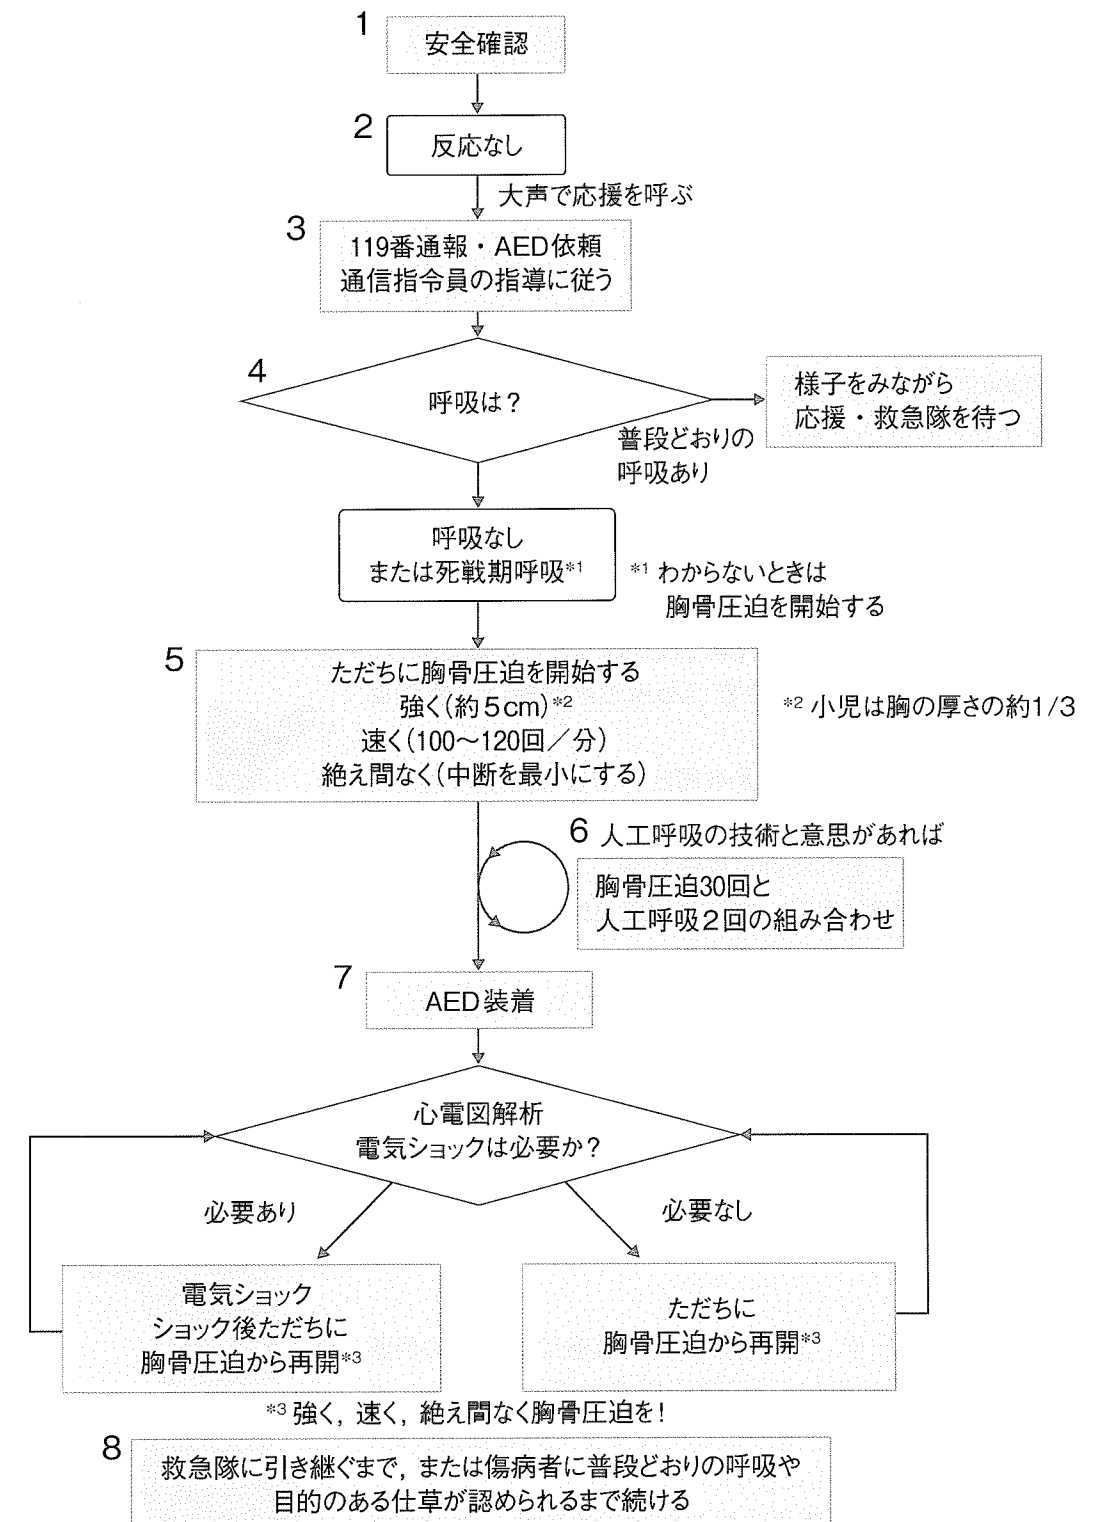 1
安全確認
2
反応なし
大声で応援を呼ぶ
3
119番通報・AED依頼
通信指令員の指導に従う
4
呼吸は？
様子をみながら
応援・救急隊を待つ
普段どおりの
呼吸あり
呼吸なし
または死戦期呼吸*1
*1 わからないときは
胸骨圧迫を開始する
5
ただちに胸骨圧迫を開始する
強く（約5cm）*2
速く（100〜120回／分）
絶え間なく（中断を最小にする）
*2 小児は胸の厚さの約1/3
6 人工呼吸の技術と意思があれば
胸骨圧迫30回と
人工呼吸2回の組み合わせ
7
AED装着
心電図解析
電気ショックは必要か？
必要あり
必要なし
電気ショック
ショック後ただちに
胸骨圧迫から再開*3
ただちに
胸骨圧迫から再開*3
*3 強く，速く，絶え間なく胸骨圧迫を！
8
救急隊に引き継ぐまで，または傷病者に普段どおりの呼吸や
目的のある仕草が認められるまで続ける